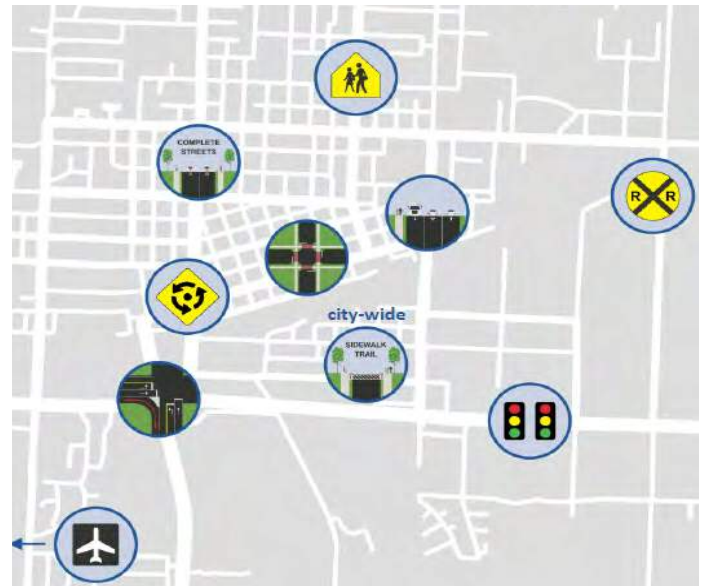 COMPLETE
STREETS
R R
city-wide
SIDEWALK
TRAIL